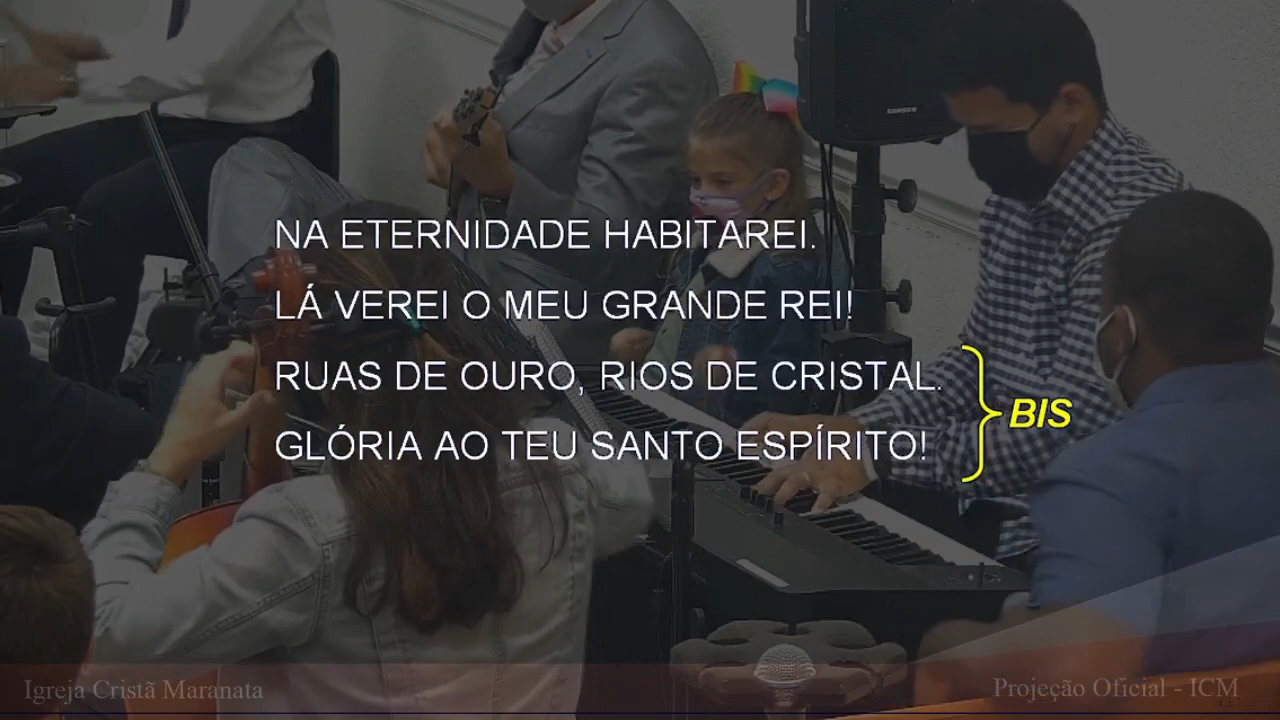 NA ETERNIDADE HABITAREI.
LÁ VEREI O MEU GRANDE REI!
RUAS DE OURO, RIOS DE CRISTAL.
GLÓRIA AO TEU SANTO ESPÍRITO!
BIS
SAMSON
Igreja Cristã Maranata
Projeção Oficial - ICM